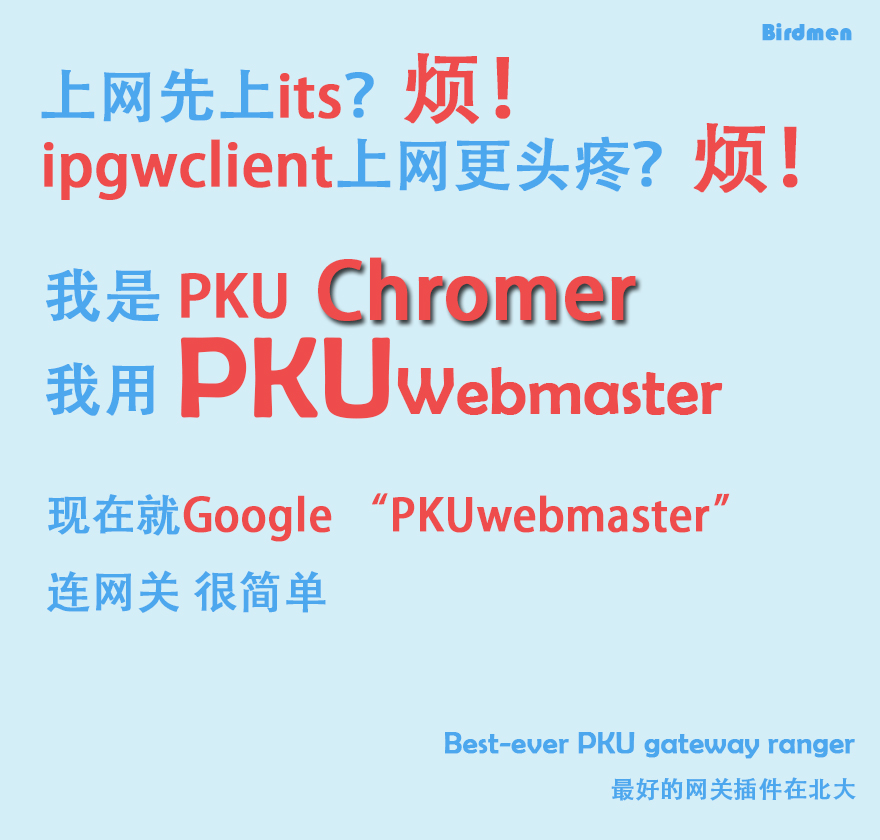 Birdmen
上网先上its？烦！
ipgwclient上网更头疼？烦！
我是 PKU Chromer
我用 PKUWebmaster
现在就Google “PKUwebmaster”
连网关 很简单
Best-ever PKU gateway ranger
最好的网关插件在北大